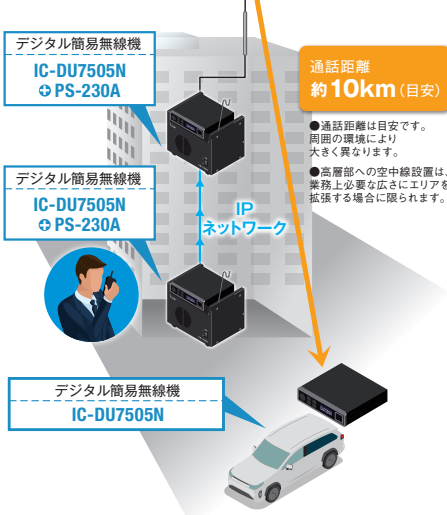 デジタル簡易無線機
IC-DU7505N
+ PS-230A
通話距離
約10km(目安)
●通話距離は目安です。
周囲の環境により
大きく異なります。
●高層部への空中線設置は、
業務上必要な広さにエリアを
拡張する場合に限られます。
デジタル簡易無線機
IC-DU7505N
+ PS-230A
IP
ネットワーク
デジタル簡易無線機
IC-DU7505N